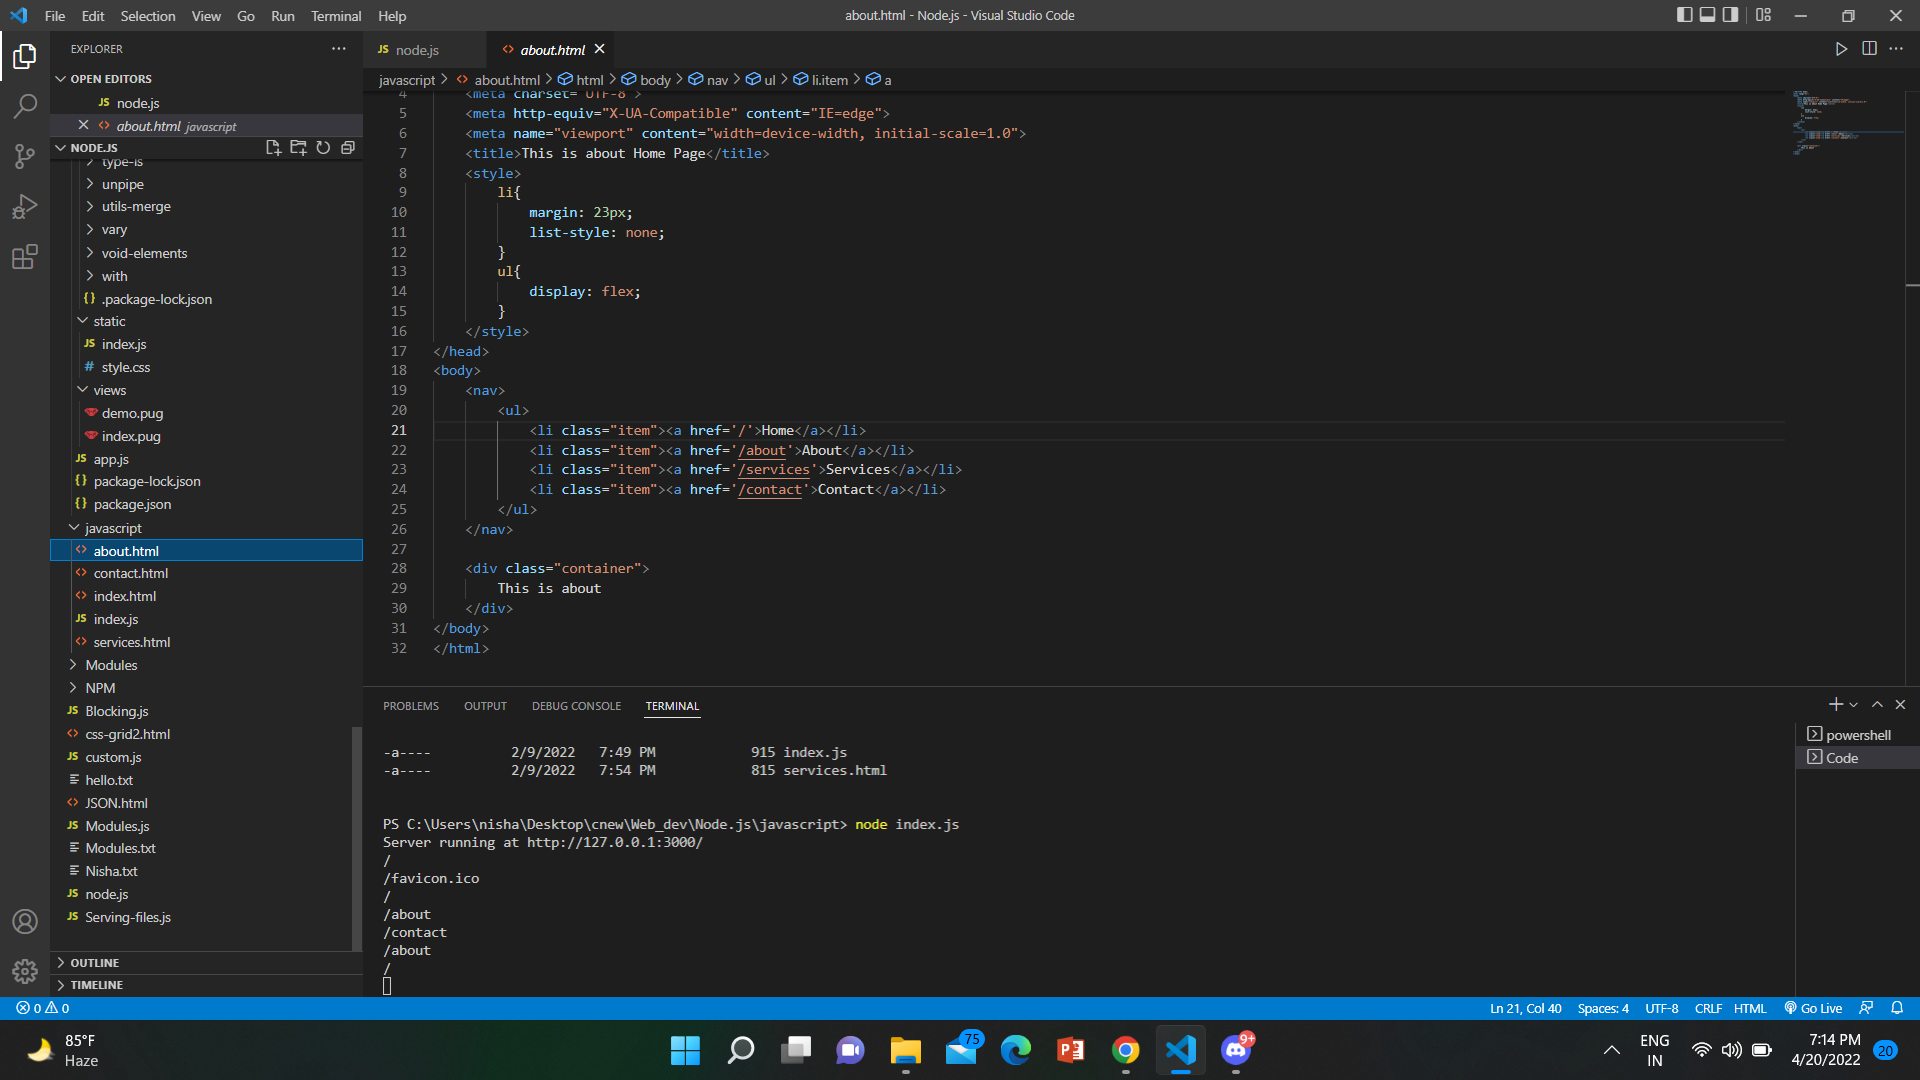 File Edit Selection View Go Run Terminal Help
about.html - Node.js - Visual Studio Code
EXPLORER
OPEN EDITORS
JS node.js
about.html javascript
NODE.JS
type-is
unpipe
utils-merge
vary
void-elements
with
{} .package-lock.json
static
JS index.js
# style.css
views
demo.pug
index.pug
JS app.js
{} package-lock.json
{} package.json
javascript
about.html
contact.html
index.html
JS index.js
services.html
Modules
NPM
JS Blocking.js
css-grid2.html
JS custom.js
hello.txt
JSON.html
JS Modules.js
Modules.txt
Nisha.txt
JS node.js
JS Serving-files.js
OUTLINE
TIMELINE
JS node.js
<> about.html
javascript > <> about.html > html > body > nav > ul > li.item > a
4 <meta charset="UTF-8">
5 <meta http-equiv="X-UA-Compatible" content="IE=edge">
6 <meta name="viewport" content="width=device-width, initial-scale=1.0">
7 <title>This is about Home Page</title>
8 <style>
9 li{
10 margin: 23px;
11 list-style: none;
12 }
13 ul{
14 display: flex;
15 }
16 </style>
17 </head>
18 <body>
19 <nav>
20 <ul>
21 <li class="item"><a href='/'>Home</a></li>
22 <li class="item"><a href='/about'>About</a></li>
23 <li class="item"><a href='/services'>Services</a></li>
24 <li class="item"><a href='/contact'>Contact</a></li>
25 </ul>
26 </nav>
27
28 <div class="container">
29 This is about
30 </div>
31 </body>
32 </html>
PROBLEMS OUTPUT DEBUG CONSOLE TERMINAL
-a---- 2/9/2022 7:49 PM 915 index.js
-a---- 2/9/2022 7:54 PM 815 services.html
PS C:\Users\nisha\Desktop\cnew\Web_dev\Node.js\javascript> node index.js
Server running at http://127.0.0.1:3000/
/
/favicon.ico
/
/about
/contact
/about
/
powershell
Code
0 0
Ln 21, Col 40 Spaces: 4 UTF-8 CRLF HTML Go Live
85°F
Haze
75
9+
ENG
IN
7:14 PM
4/20/2022
20